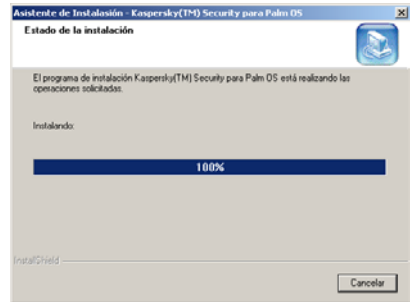 Asistente de Instalasión - Kaspersky(TM) Security para Palm OS
Estado de la instalación
El programa de instalación Kaspersky(TM) Security para Palm OS está realizando las
operaciones solicitadas.
Instalando:
100%
InstallShield
Cancelar